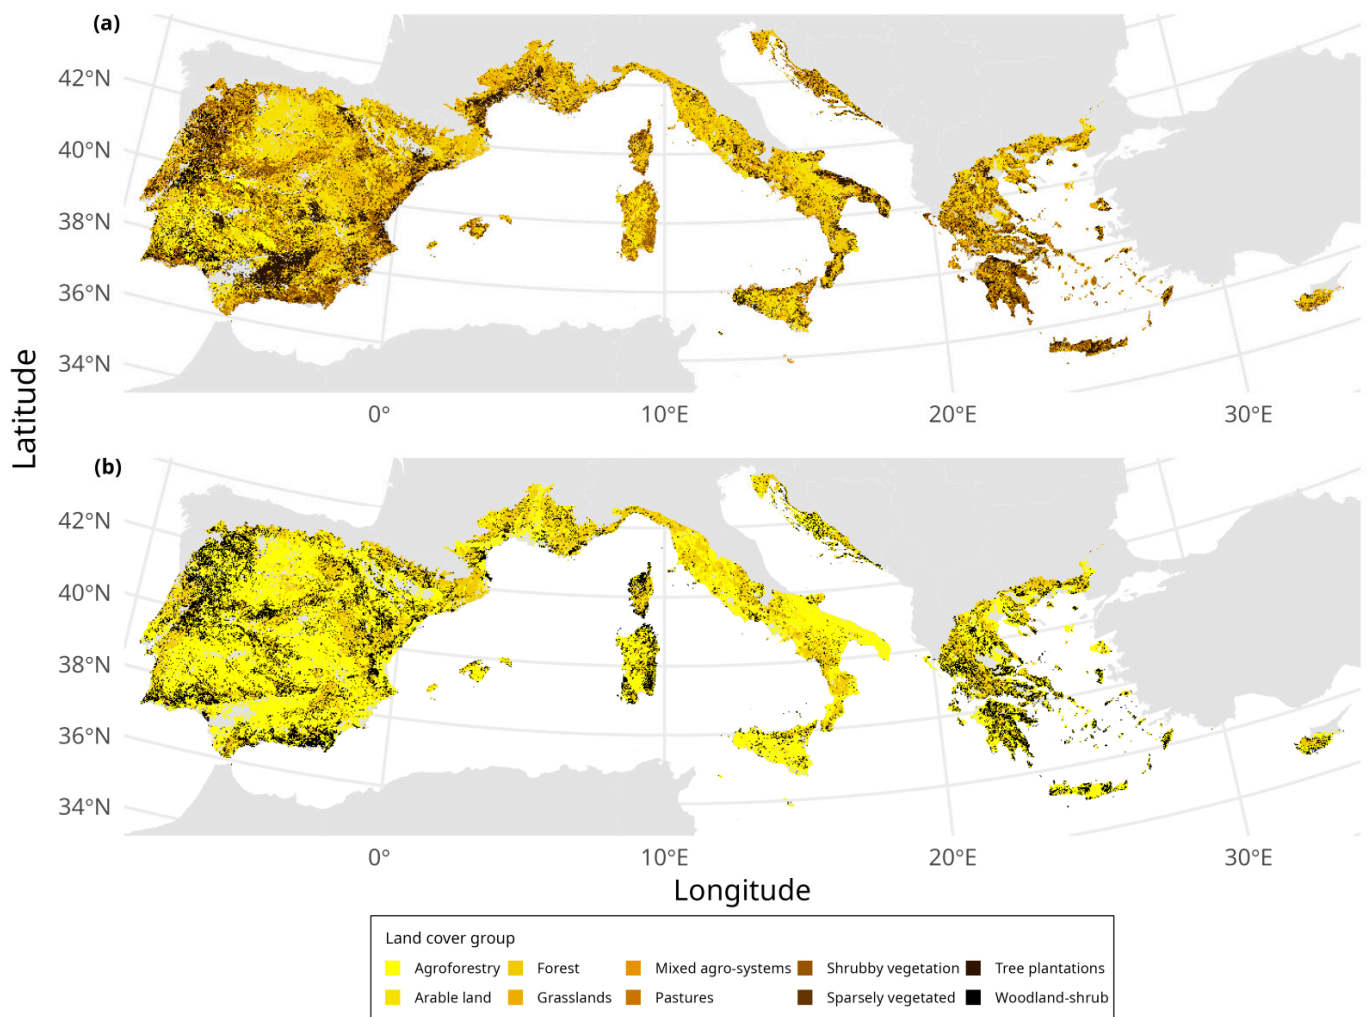 (a)
42°N
40°N
38°N
36°N
34°N
0°
10°E
20°E
30°E
Latitude
(b)
42°N
40°N
38°N
36°N
34°N
0°
10°E
20°E
30°E
Longitude
Land cover group
Agroforestry Forest Mixed agro-systems Shrubby vegetation Tree plantations
Arable land Grasslands Pastures Sparsely vegetated Woodland-shrub